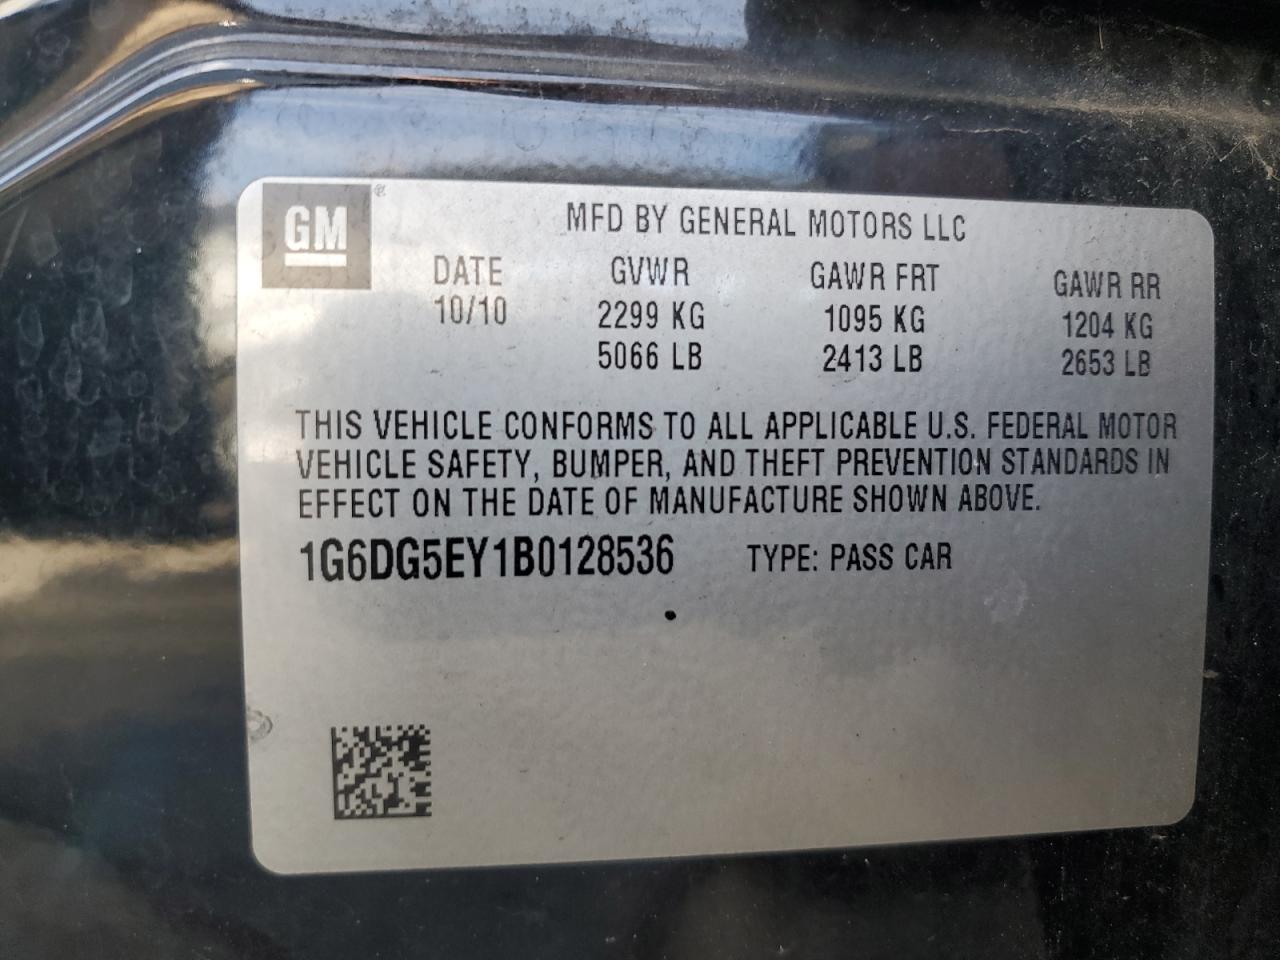 GM
MFD BY GENERAL MOTORS LLC
DATE GVWR GAWR FRT GAWR RR
10/10 2299 KG 1095 KG 1204 KG
5066 LB 2413 LB 2653 LB
THIS VEHICLE CONFORMS TO ALL APPLICABLE U.S. FEDERAL MOTOR
VEHICLE SAFETY, BUMPER, AND THEFT PREVENTION STANDARDS IN
EFFECT ON THE DATE OF MANUFACTURE SHOWN ABOVE.
1G6DG5EY1B0128536 TYPE: PASS CAR